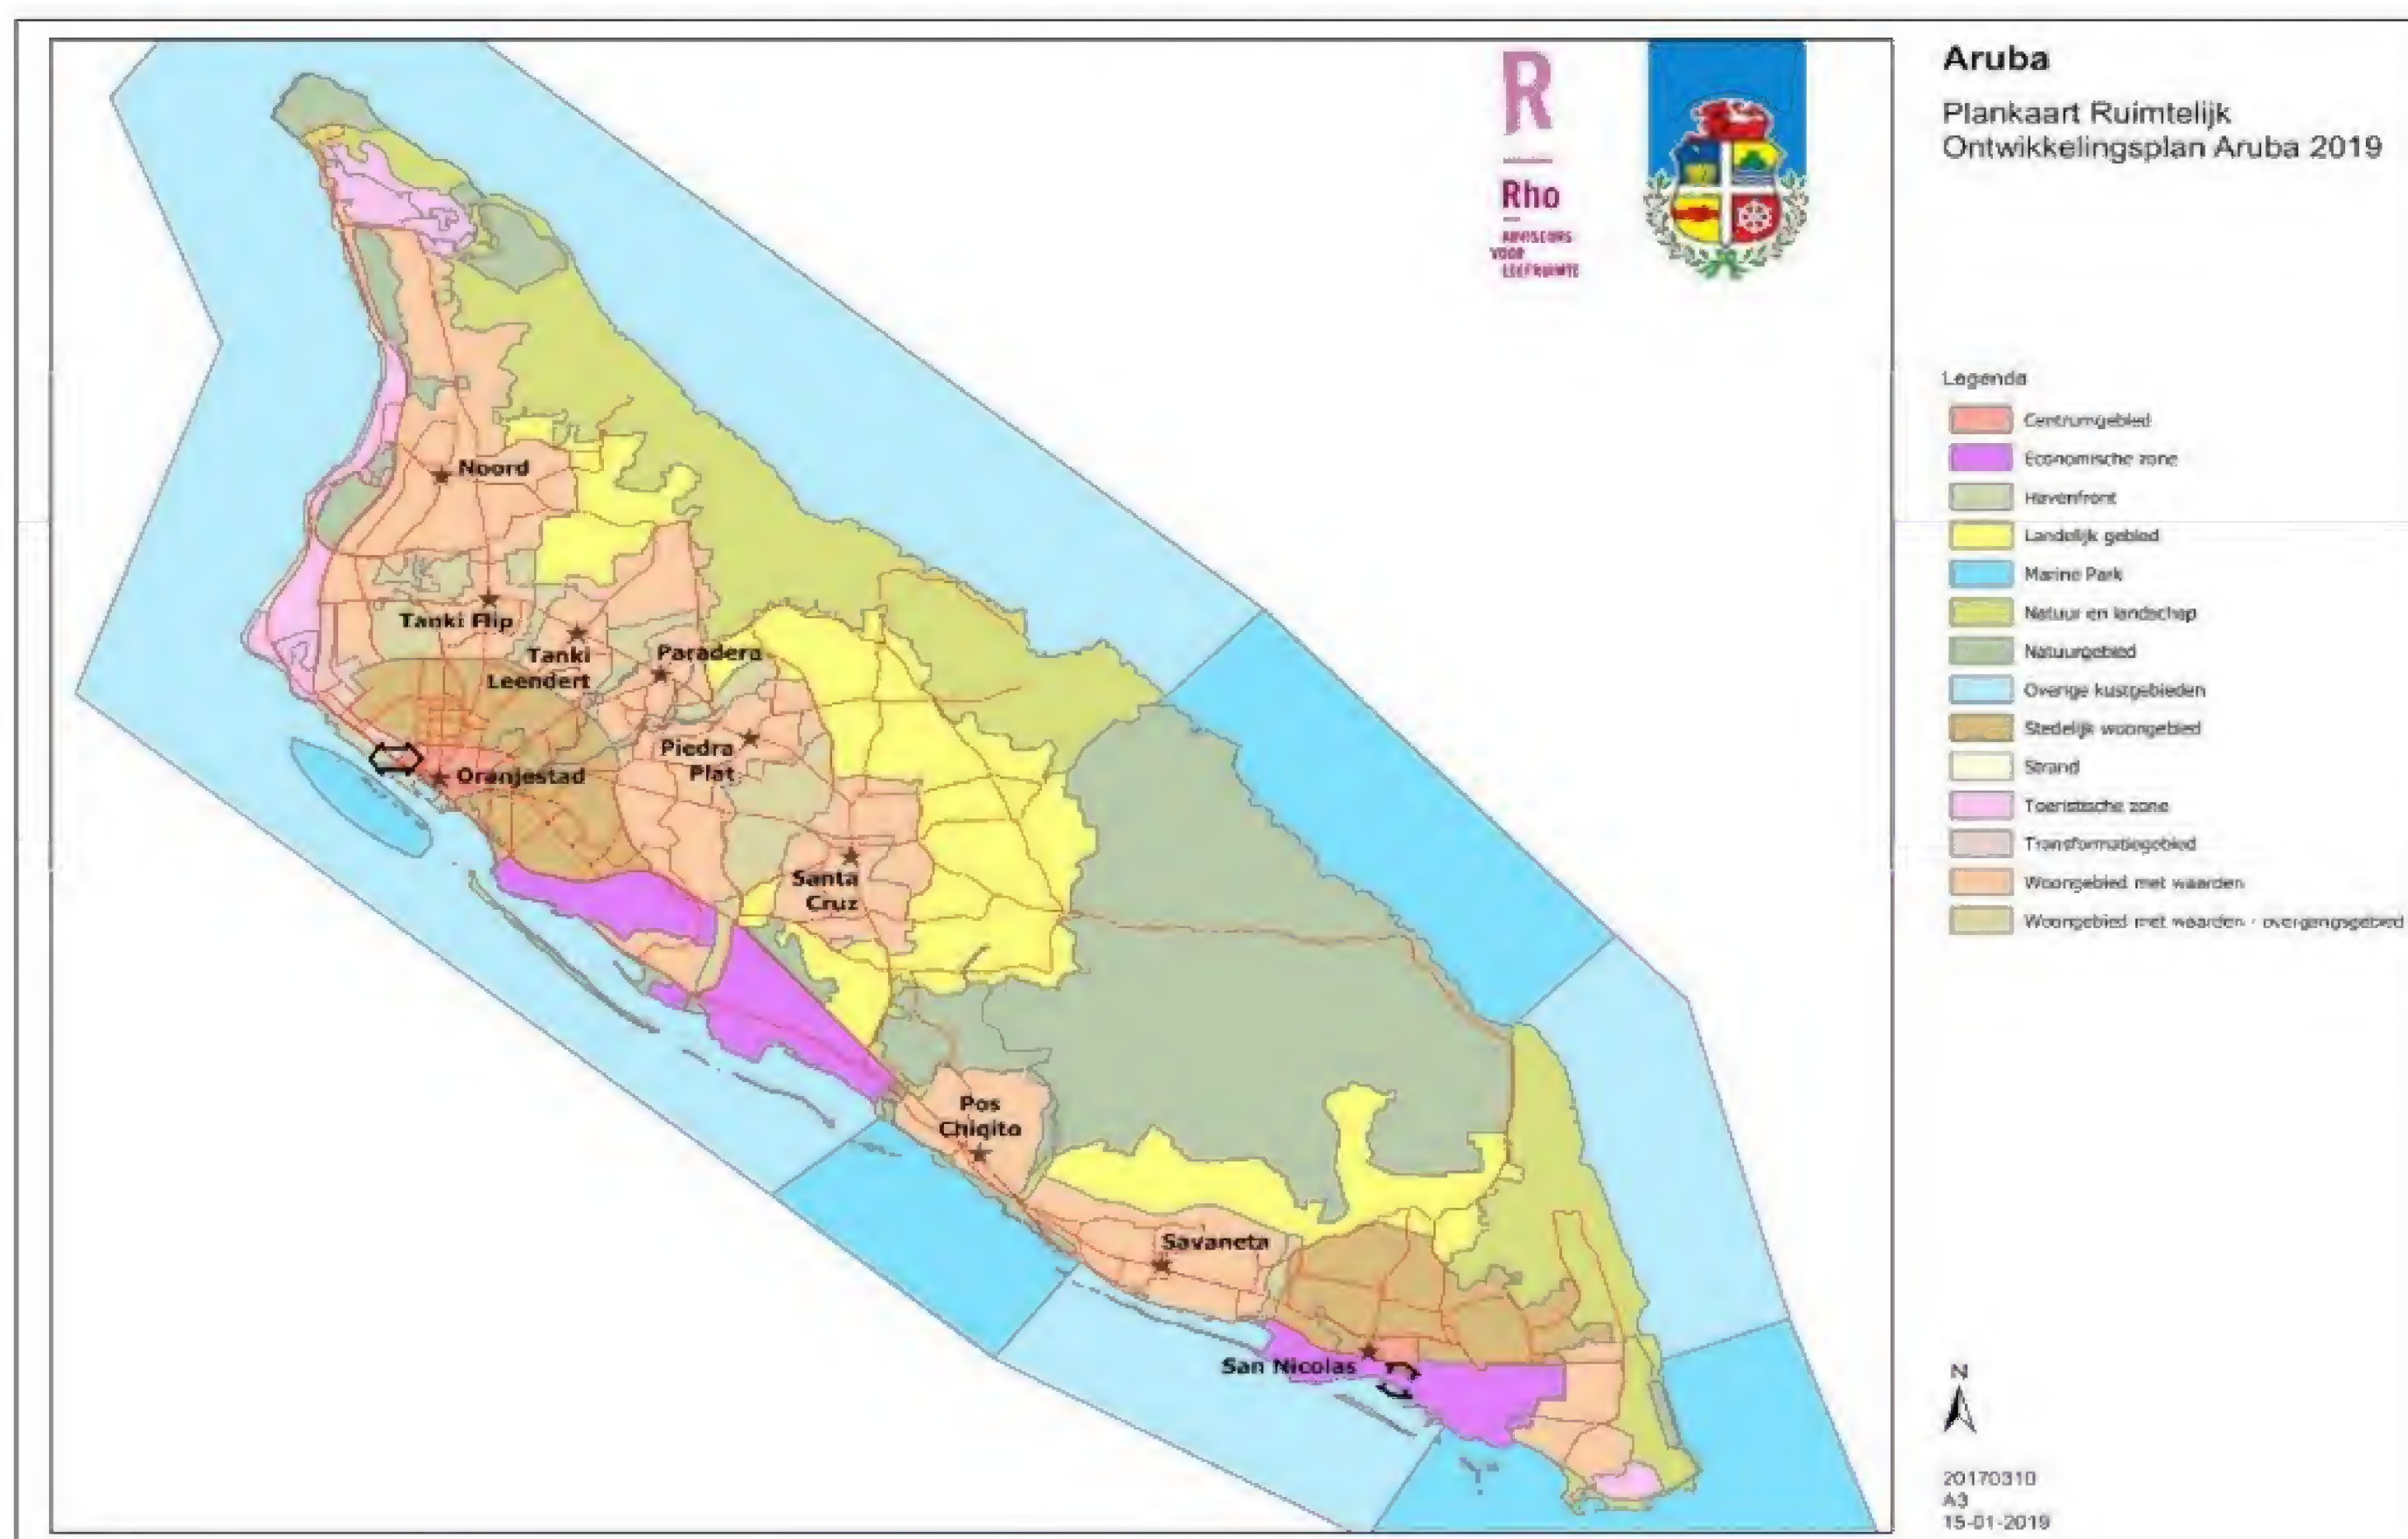 Aruba
Plankaart Ruimtelijk
Ontwikkelingsplan Aruba 2019
R
Rho
ADVISEURS
VOOR
LEEFRUIMTE
Legenda
Centrumgebied
Economische zone
Havenfront
Landelijk gebied
Marine Park
Natuur en landschap
Natuurgebied
Overige kustgebieden
Stedelijk woongebied
Strand
Toeristische zone
Transformatiegebied
Woongebied met waarden
Woongebied met waarden - overgangsgebied
Noord
Tanki Flip
Tanki
Leendert
Paradera
Piedra
Plat
Oranjestad
Santa
Cruz
Pos
Chiqito
Savaneta
San Nicolas
N
20170310
A3
15-01-2019